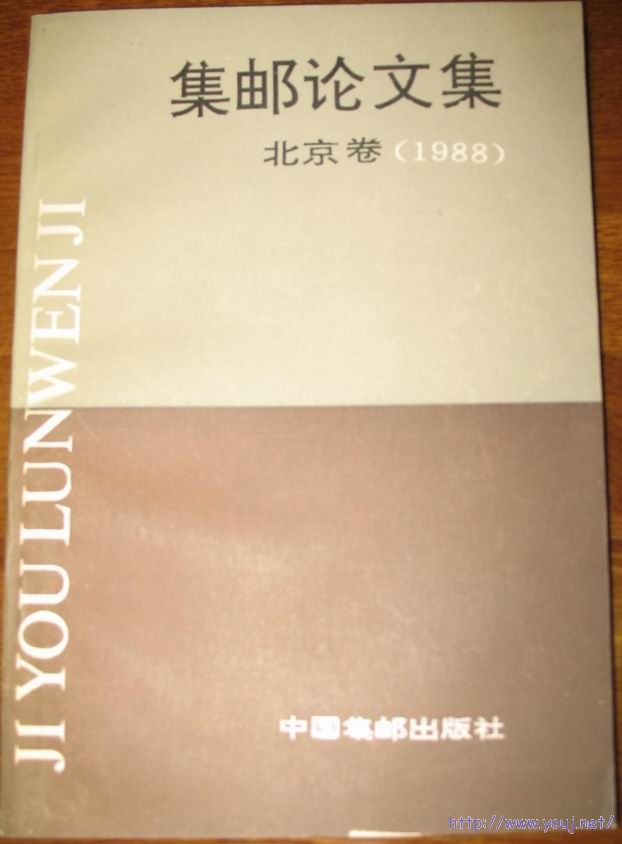 集邮论文集
北京卷(1988)
JI YOU LUNWEN JI
中国集邮出版社
http://www.youj.net/